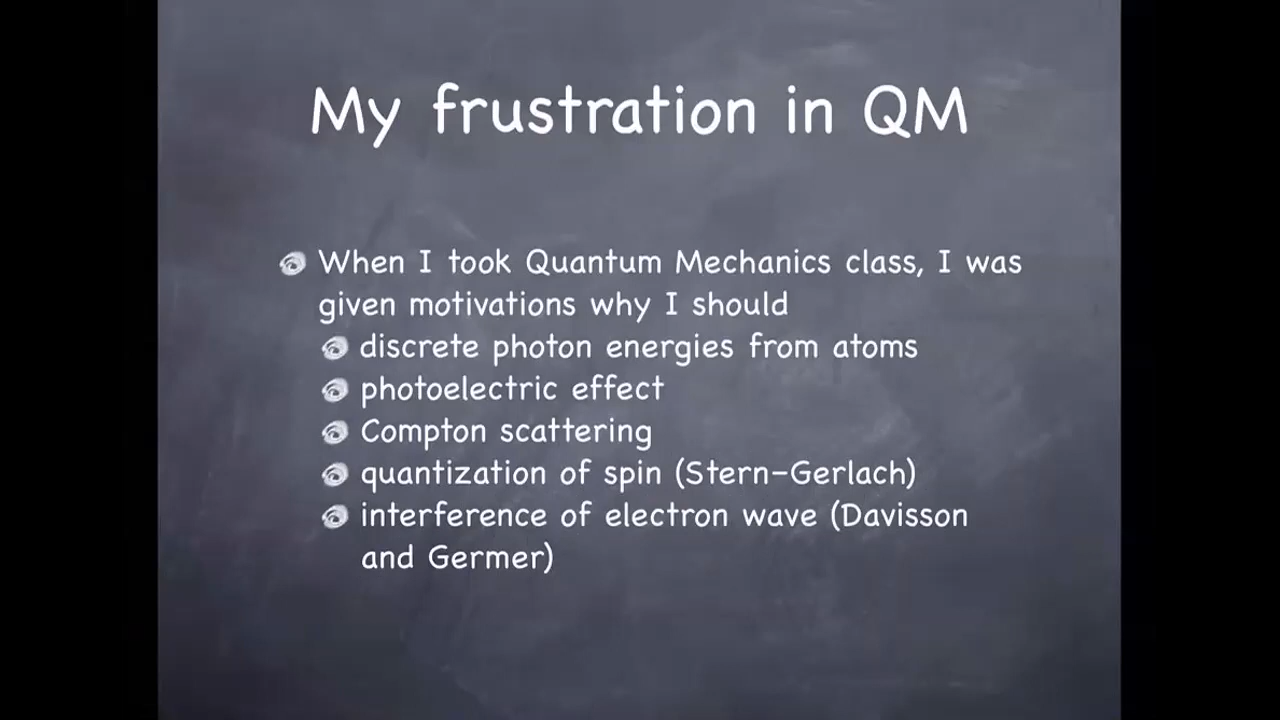 My frustration in QM
When I took Quantum Mechanics class, I was
given motivations why I should
discrete photon energies from atoms
photoelectric effect
Compton scattering
quantization of spin (Stern-Gerlach)
interference of electron wave (Davisson
and Germer)